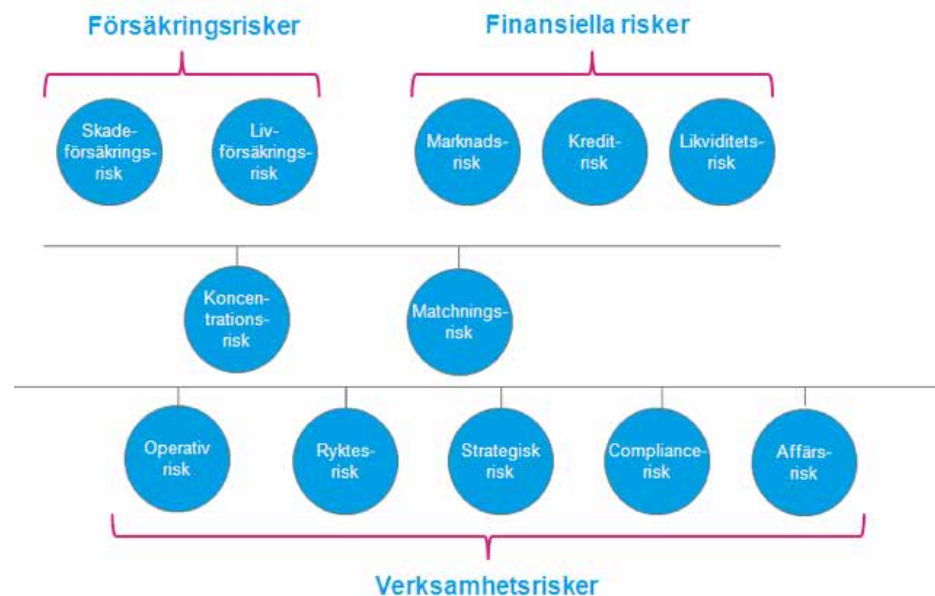 Försäkringsrisker
Finansiella risker
Skade-
försäkrings-
risk
Liv-
försäkrings-
risk
Marknads-
risk
Kredit-
risk
Likviditets-
risk
Koncen-
trations-
risk
Matchnings-
risk
Operativ
risk
Ryktes-
risk
Strategisk
risk
Compliance-
risk
Affärs-
risk
Verksamhetsrisker